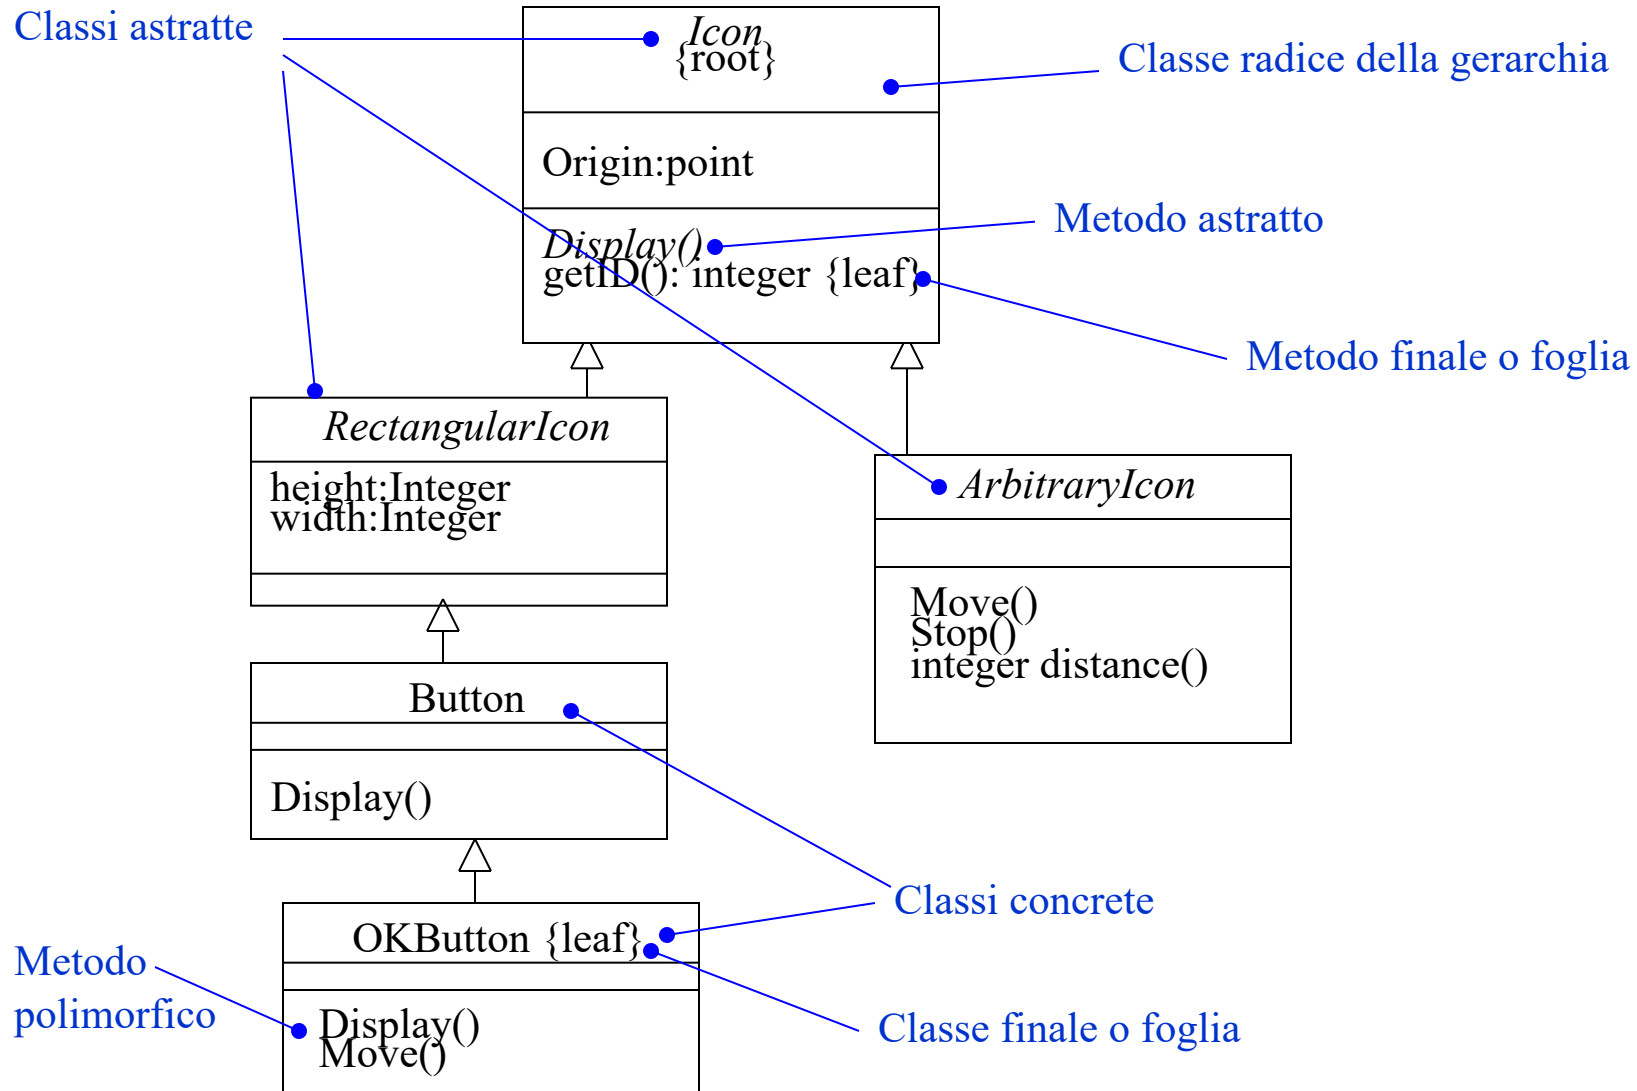 Classi astratte
Icon
{root}
Classe radice della gerarchia
Origin:point
Metodo astratto
Display()
getID(): integer {leaf}
Metodo finale o foglia
RectangularIcon
height:Integer
width:Integer
ArbitraryIcon
Move()
Stop()
integer distance()
Button
Display()
Classi concrete
OKButton {leaf}
Metodo
polimorfico
Classe finale o foglia
Display()
Move()